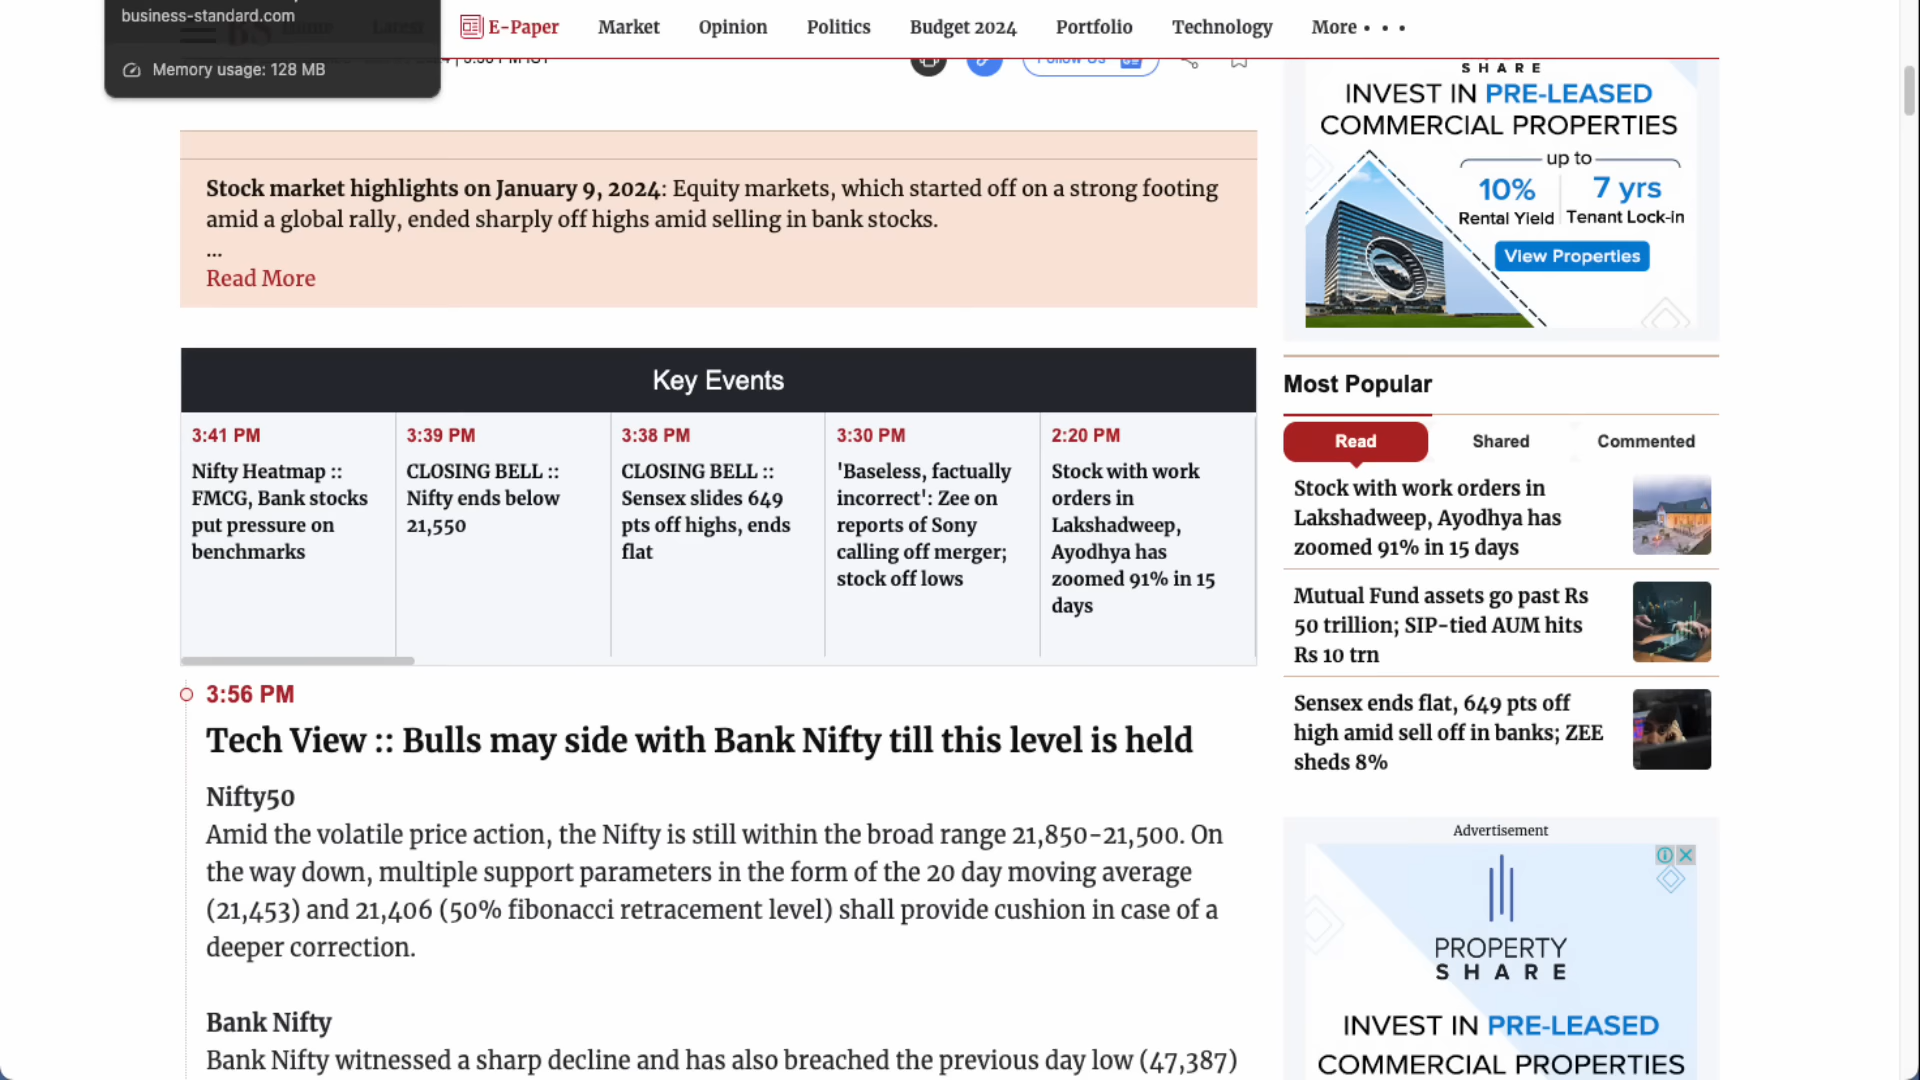 business-standard.com
Memory usage: 128 MB
E-Paper
Market
Opinion
Politics
Budget 2024
Portfolio
Technology
More
Stock market highlights on January 9, 2024: Equity markets, which started off on a strong footing
amid a global rally, ended sharply off highs amid selling in bank stocks.
...
Read More
Key Events
3:41 PM
Nifty Heatmap ::
FMCG, Bank stocks
put pressure on
benchmarks
3:39 PM
CLOSING BELL ::
Nifty ends below
21,550
3:38 PM
CLOSING BELL ::
Sensex slides 649
pts off highs, ends
flat
3:30 PM
'Baseless, factually
incorrect': Zee on
reports of Sony
calling off merger;
stock off lows
2:20 PM
Stock with work
orders in
Lakshadweep,
Ayodhya has
zoomed 91% in 15
days
3:56 PM
Tech View :: Bulls may side with Bank Nifty till this level is held
Nifty50
Amid the volatile price action, the Nifty is still within the broad range 21,850-21,500. On
the way down, multiple support parameters in the form of the 20 day moving average
(21,453) and 21,406 (50% fibonacci retracement level) shall provide cushion in case of a
deeper correction.
Bank Nifty
Bank Nifty witnessed a sharp decline and has also breached the previous day low (47,387)
SHARE
INVEST IN PRE-LEASED
COMMERCIAL PROPERTIES
up to
10%
Rental Yield
7 yrs
Tenant Lock-in
View Properties
Most Popular
Read
Shared
Commented
Stock with work orders in
Lakshadweep, Ayodhya has
zoomed 91% in 15 days
Mutual Fund assets go past Rs
50 trillion; SIP-tied AUM hits
Rs 10 trn
Sensex ends flat, 649 pts off
high amid sell off in banks; ZEE
sheds 8%
Advertisement
PROPERTY
SHARE
INVEST IN PRE-LEASED
COMMERCIAL PROPERTIES